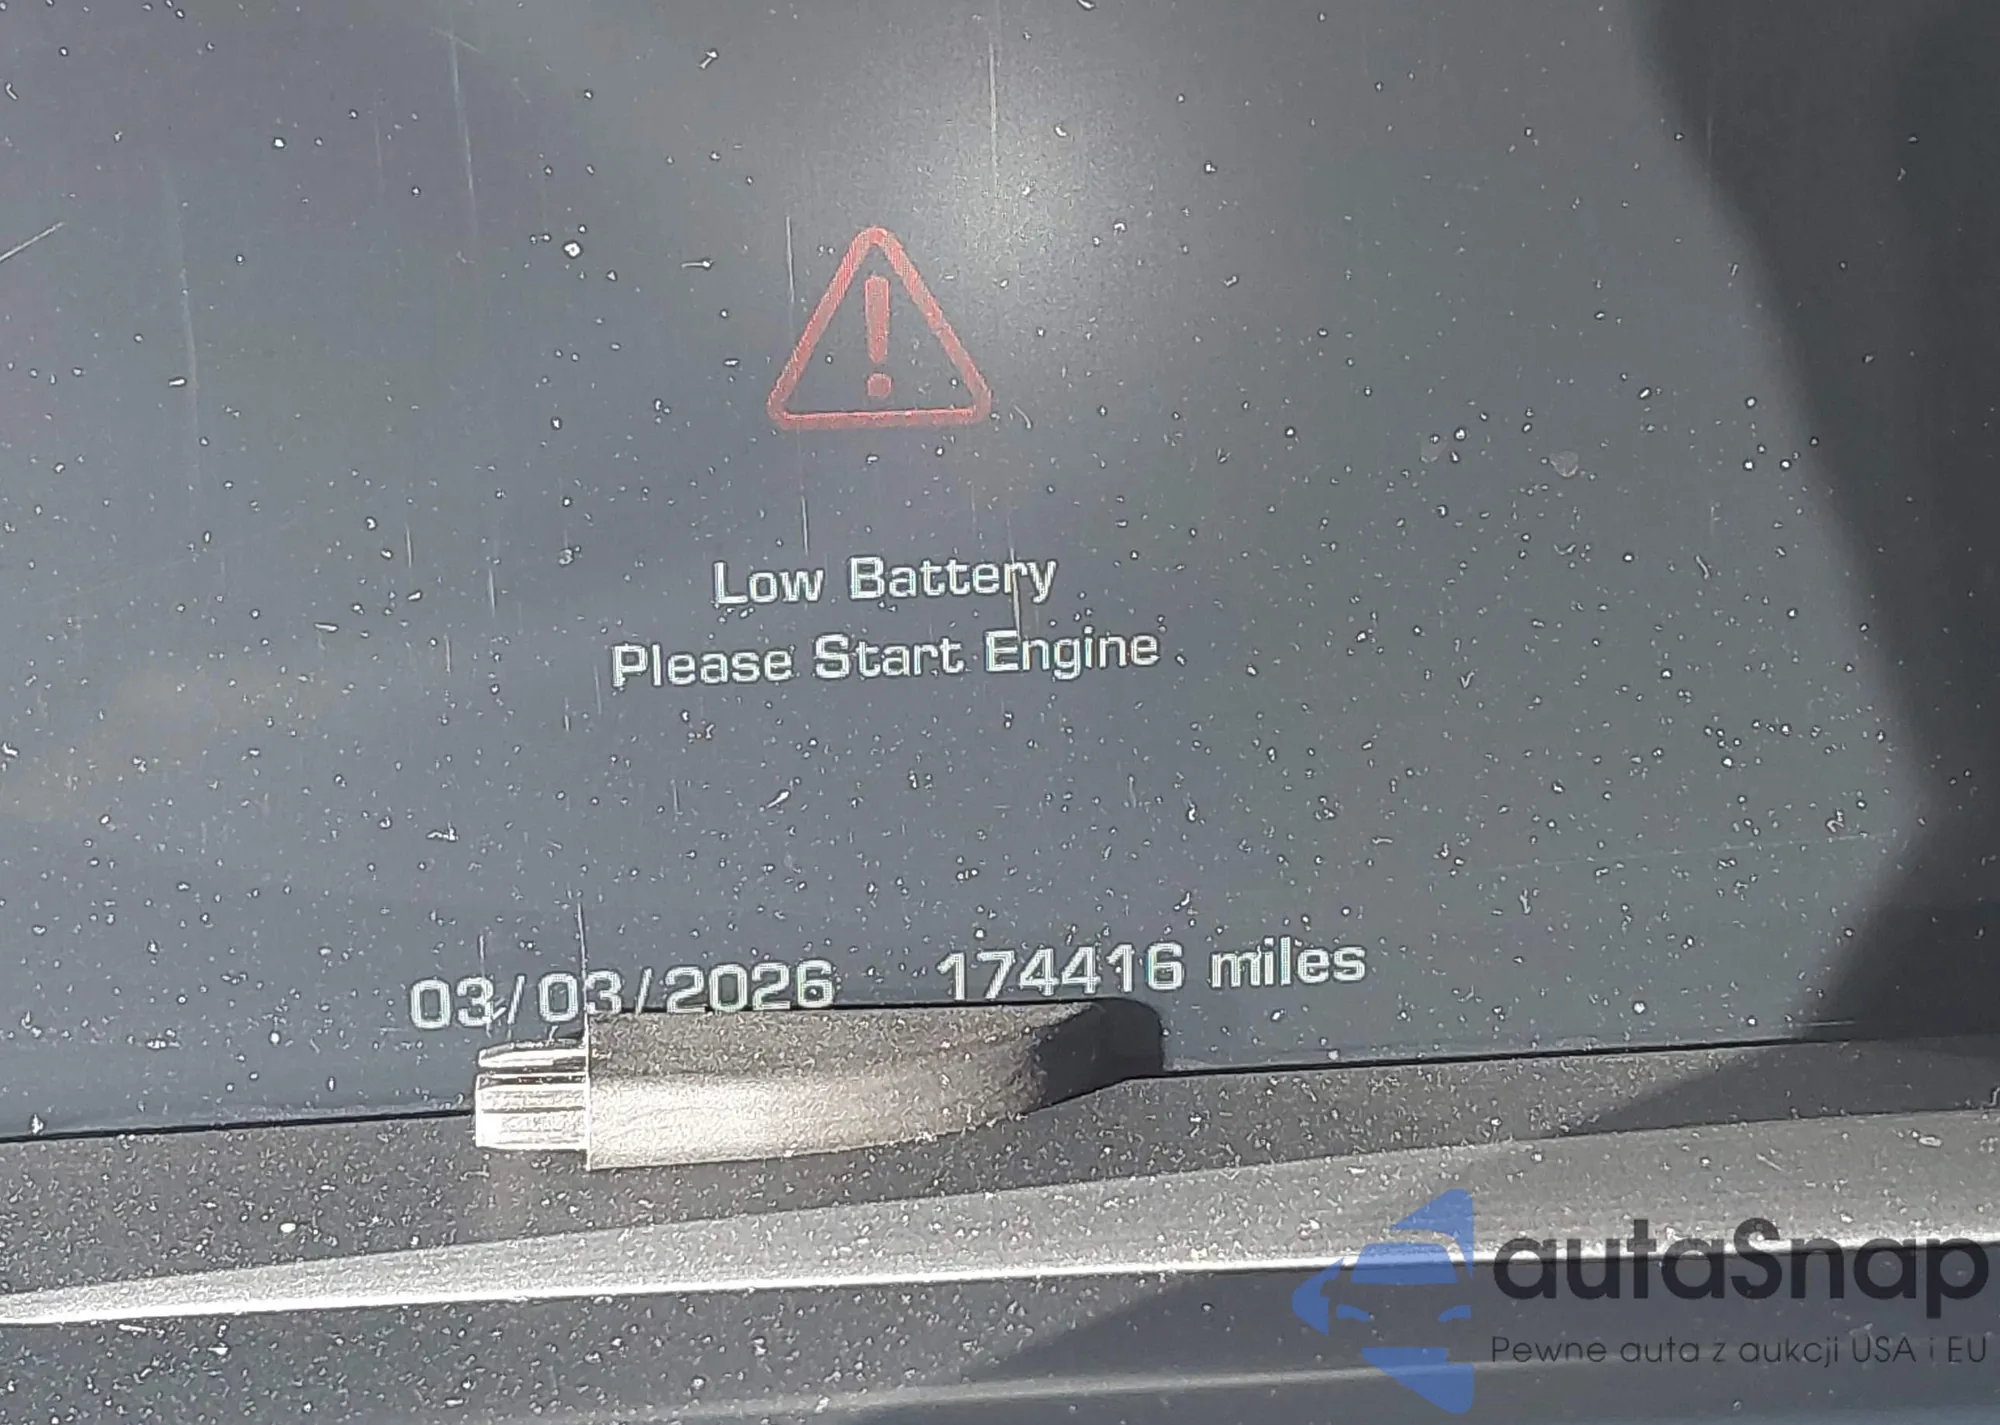 Low Battery
Please Start Engine
03/03/2026 174416 miles
autaSnap
Pewne auta z aukcji USA i EU